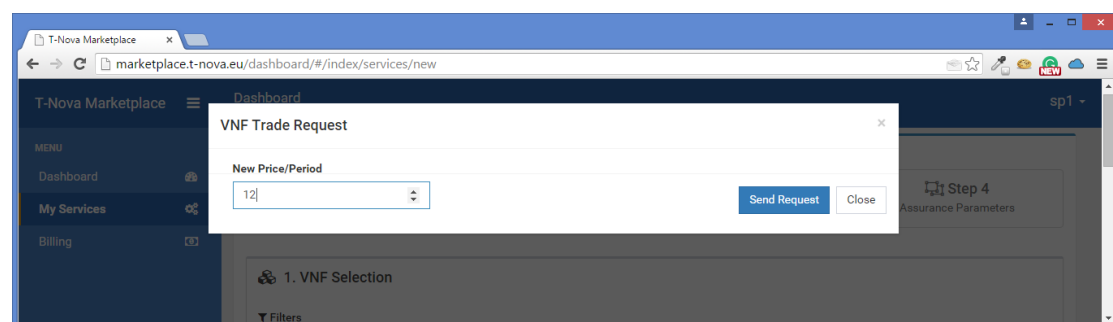 T-Nova Marketplace
marketplace.t-nova.eu/dashboard/#/index/services/new
NEW
T-Nova Marketplace
Dashboard
sp1
VNF Trade Request
×
MENU
New Price/Period
Dashboard
12
Send Request
Close
Step 4
My Services
Assurance Parameters
Billing
1. VNF Selection
Filters